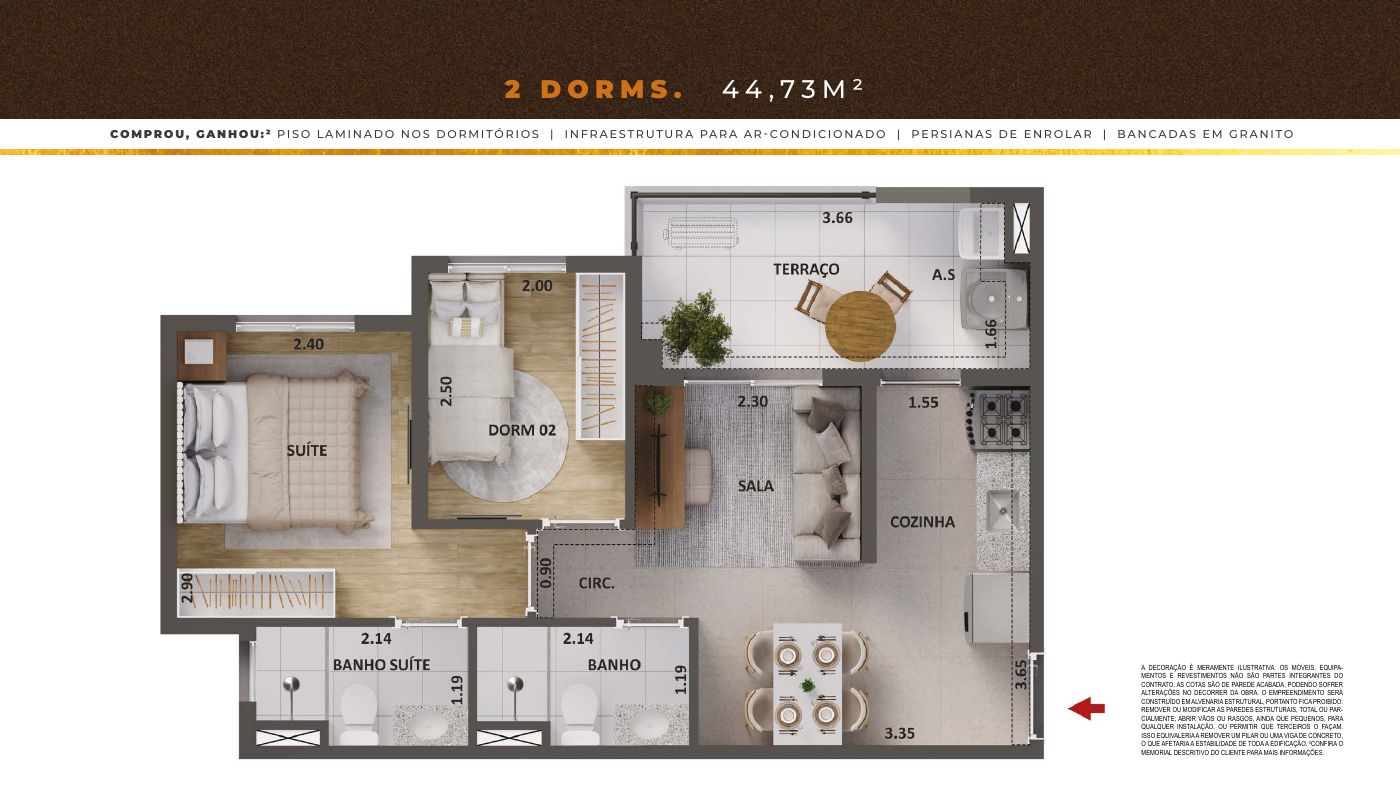 2 DORMS. 44,73M²
COMPROU, GANHOU:² PISO LAMINADO NOS DORMITÓRIOS | INFRAESTRUTURA PARA AR-CONDICIONADO | PERSIANAS DE ENROLAR | BANCADAS EM GRANITO
3.66
TERRAÇO
A.S
1.66
2.00
2.50
DORM 02
2.40
SUÍTE
2.90
2.30
SALA
1.55
COZINHA
0.90
CIRC.
2.14
BANHO SUÍTE
1.19
2.14
BANHO
1.19
3.65
3.35
A DECORAÇÃO É MERAMENTE ILUSTRATIVA. OS MÓVEIS, EQUIPA-
MENTOS E REVESTIMENTOS NÃO SÃO PARTES INTEGRANTES DO
CONTRATO. AS COTAS SÃO DE PAREDE ACABADA, PODENDO SOFRER
ALTERAÇÕES NO DECORRER DA OBRA. O EMPREENDIMENTO SERÁ
CONSTRUÍDO EM ALVENARIA ESTRUTURAL, PORTANTO FICA PROIBIDO:
REMOVER OU MODIFICAR AS PAREDES ESTRUTURAIS, TOTAL OU PAR-
CIALMENTE; ABRIR VÃOS OU RASGOS, AINDA QUE PEQUENOS, PARA
QUALQUER INSTALAÇÃO, OU PERMITIR QUE TERCEIROS O FAÇAM.
ISSO EQUIVALERIA A REMOVER UM PILAR OU UMA VIGA DE CONCRETO,
O QUE AFETARIA A ESTABILIDADE DE TODA A EDIFICAÇÃO. ²CONFIRA O
MEMORIAL DESCRITIVO DO CLIENTE PARA MAIS INFORMAÇÕES.